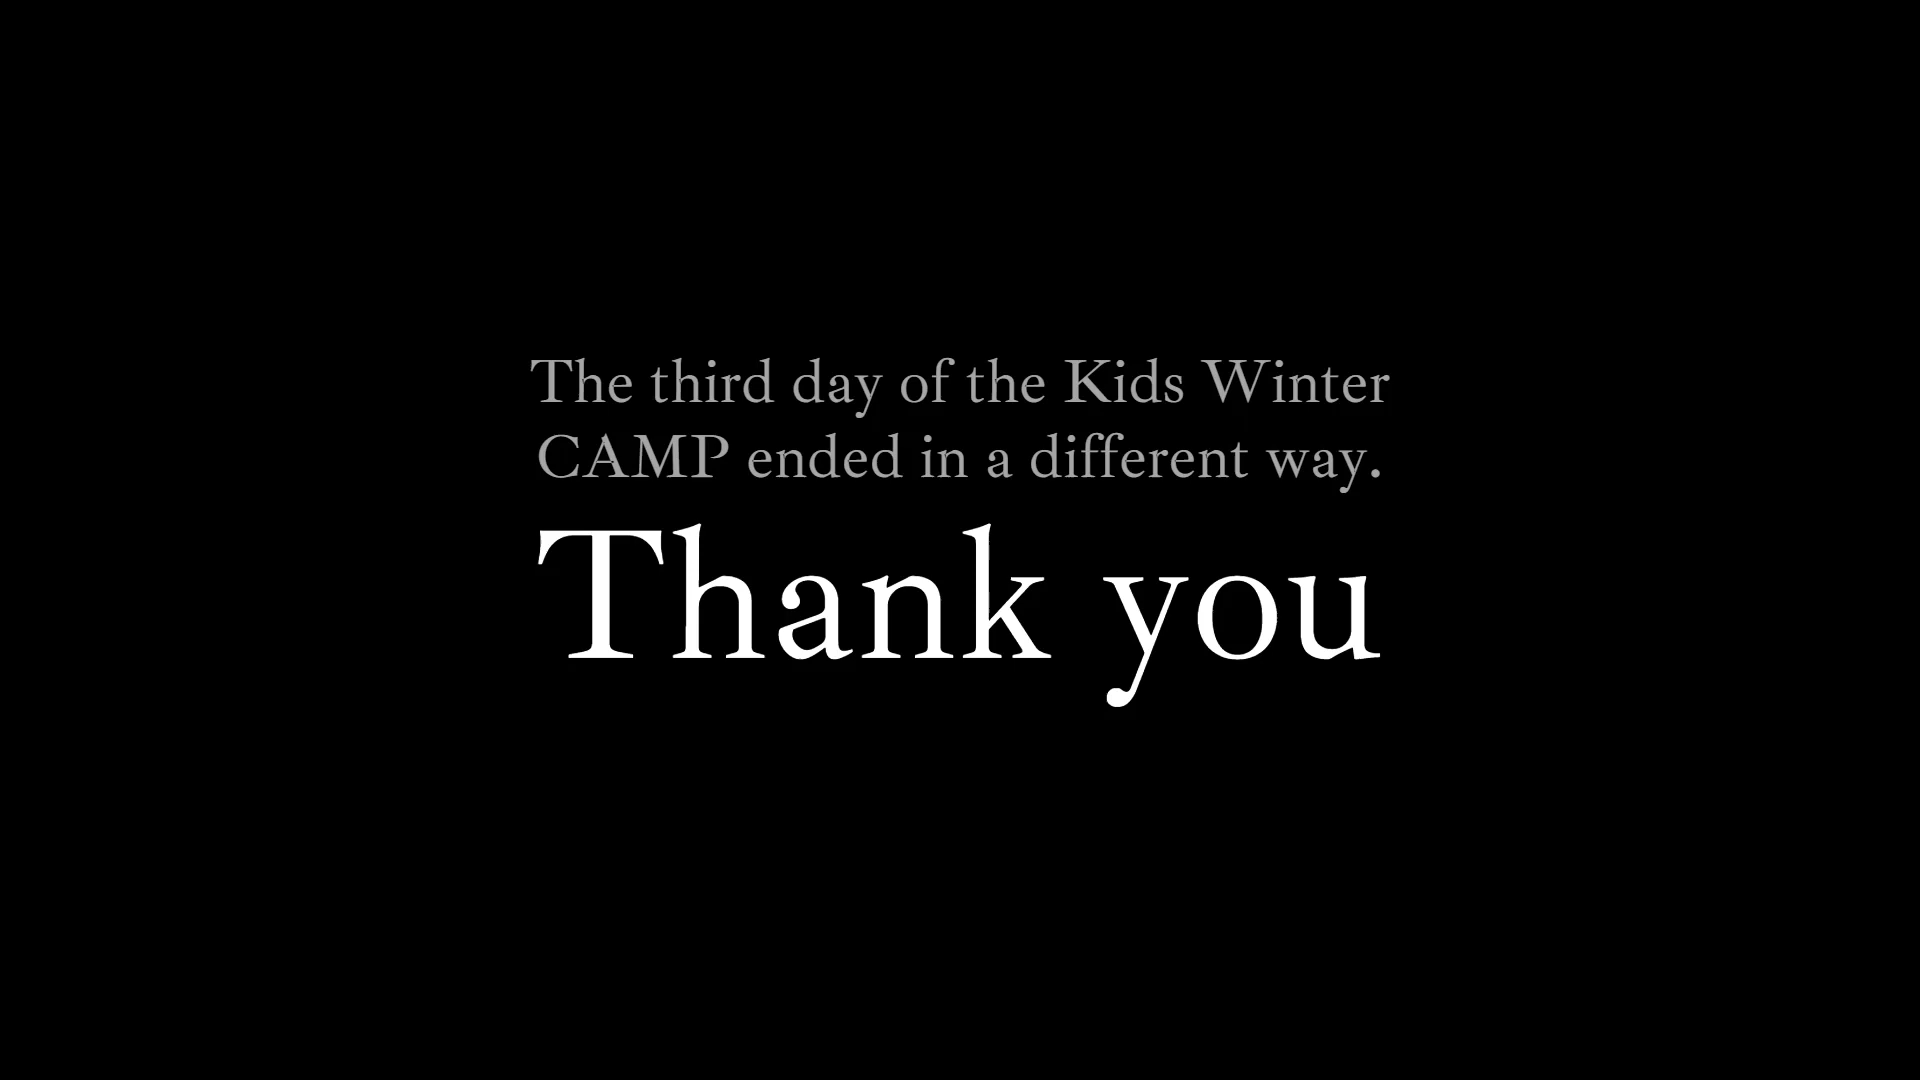 The third day of the Kids Winter
CAMP ended in a different way.
Thank you